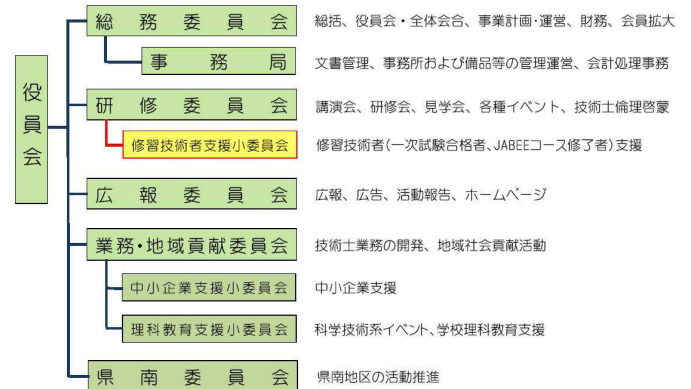 役員会
総務委員会
総括、役員会・全体会合、事業計画・運営、財務、会員拡大
事務局
文書管理、事務所および備品等の管理運営、会計処理事務
研修委員会
講演会、研修会、見学会、各種イベント、技術士倫理啓蒙
修習技術者支援小委員会
修習技術者(一次試験合格者、JABEEコース修了者)支援
広報委員会
広報、広告、活動報告、ホームページ
業務・地域貢献委員会
技術士業務の開発、地域社会貢献活動
中小企業支援小委員会
中小企業支援
理科教育支援小委員会
科学技術系イベント、学校理科教育支援
県南委員会
県南地区の活動推進